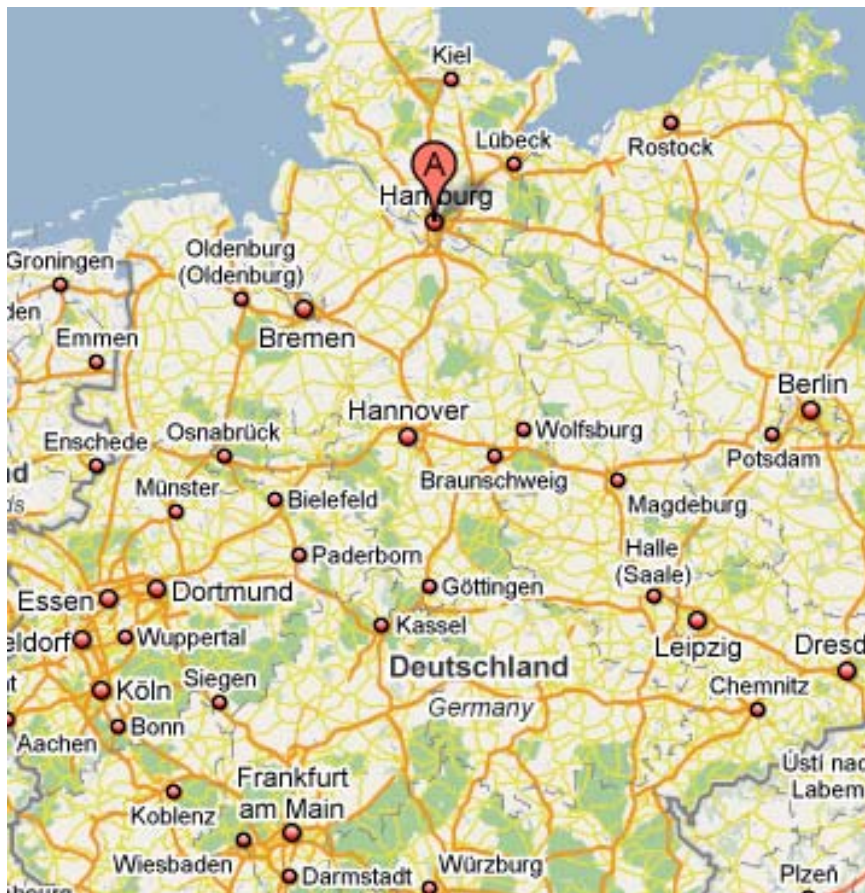 Kiel
Lübeck
Rostock
A
Hamburg
Groningen
Oldenburg
(Oldenburg)
Bremen
Emmen
Berlin
Hannover
Wolfsburg
Potsdam
Enschede
Osnabrück
Braunschweig
Münster
Bielefeld
Magdeburg
Paderborn
Halle
(Saale)
Göttingen
Essen
Dortmund
Kassel
Leipzig
eldorf
Wuppertal
Dresd
Deutschland
Germany
Siegen
Chemnitz
Köln
Bonn
Aachen
Ústí nad
Labem
Frankfurt
am Main
Koblenz
Wiesbaden
Darmstadt
Würzburg
Plzeň